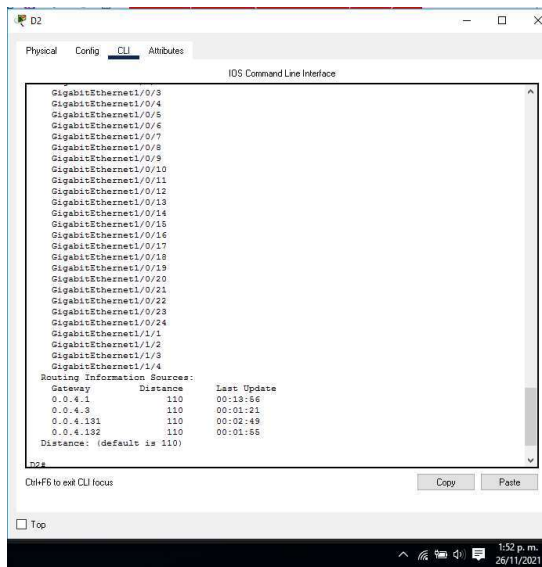 D2
Physical Config CLI Attributes
IOS Command Line Interface
GigabitEthernet1/0/3
GigabitEthernet1/0/4
GigabitEthernet1/0/5
GigabitEthernet1/0/6
GigabitEthernet1/0/7
GigabitEthernet1/0/8
GigabitEthernet1/0/9
GigabitEthernet1/0/10
GigabitEthernet1/0/11
GigabitEthernet1/0/12
GigabitEthernet1/0/13
GigabitEthernet1/0/14
GigabitEthernet1/0/15
GigabitEthernet1/0/16
GigabitEthernet1/0/17
GigabitEthernet1/0/18
GigabitEthernet1/0/19
GigabitEthernet1/0/20
GigabitEthernet1/0/21
GigabitEthernet1/0/22
GigabitEthernet1/0/23
GigabitEthernet1/0/24
GigabitEthernet1/1/1
GigabitEthernet1/1/2
GigabitEthernet1/1/3
GigabitEthernet1/1/4
Routing Information Sources:
Gateway Distance Last Update
0.0.4.1 110 00:13:56
0.0.4.3 110 00:01:21
0.0.4.131 110 00:02:49
0.0.4.132 110 00:01:55
Distance: (default is 110)
D2#
Ctrl+F6 to exit CLI focus Copy Paste
Top
1:52 p. m.
26/11/2021